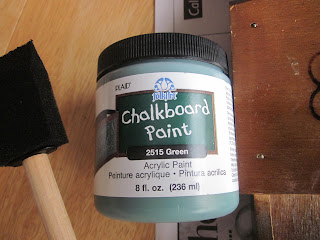 PLAID
FolkArt
Chalkboard
Paint
2515 Green
Acrylic Paint
Peinture acrylique • Pintura acrílica
8 fl. oz. (236 ml)